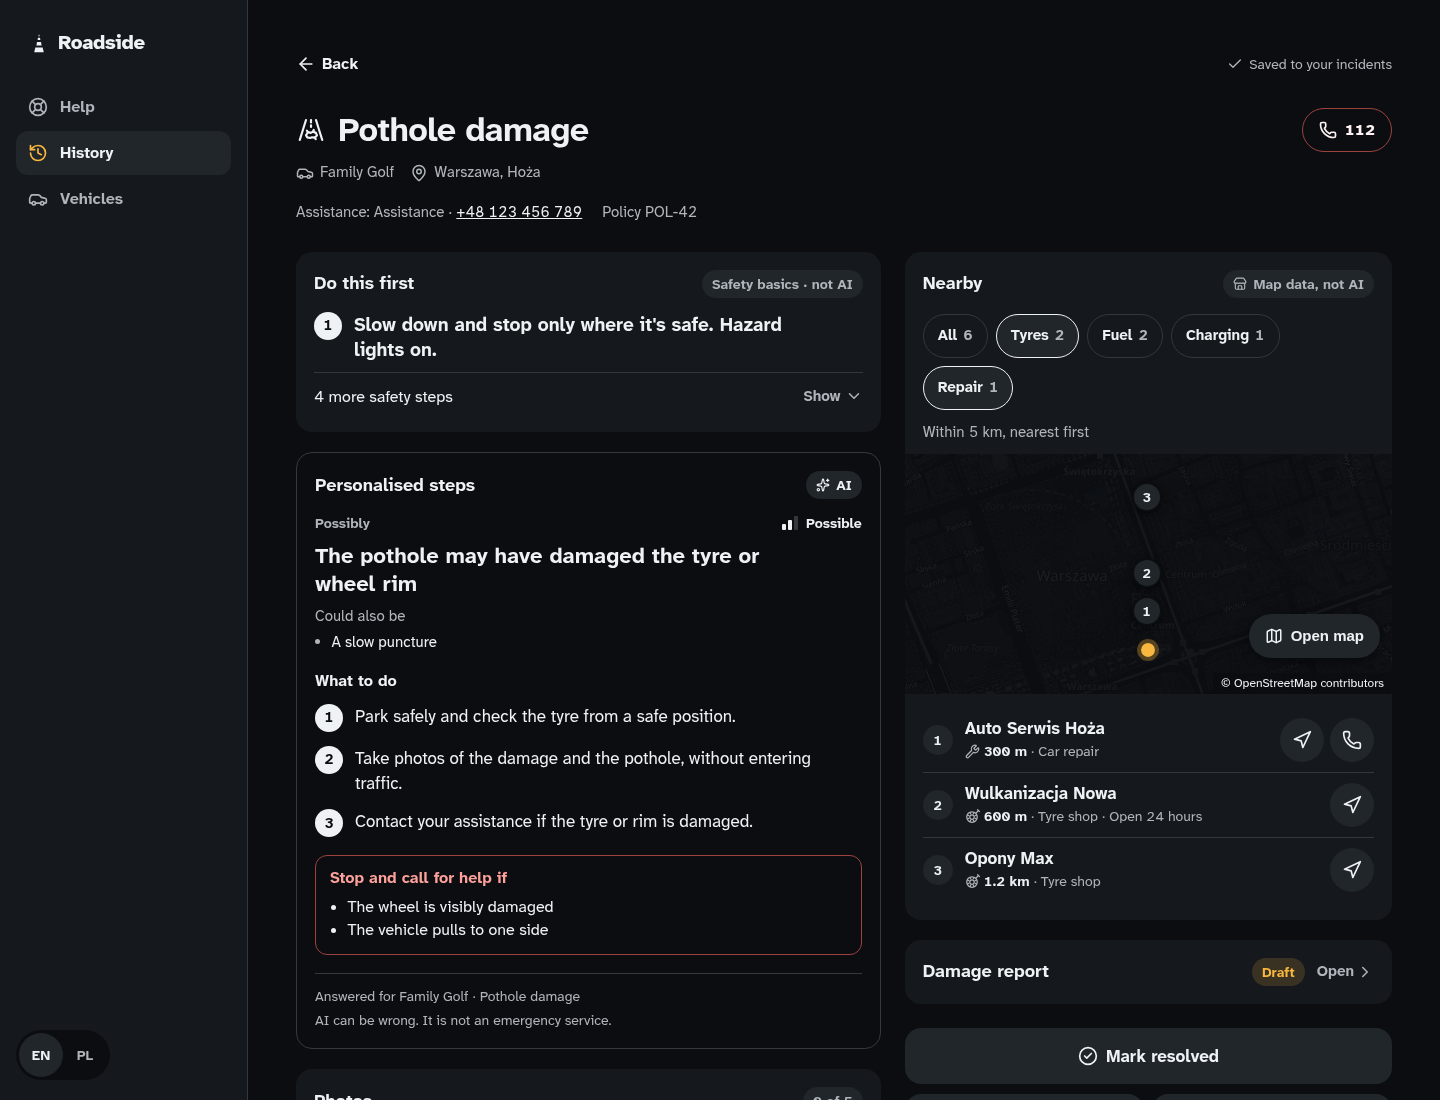 Roadside
Help
History
Vehicles
EN PL
Back
Saved to your incidents
Pothole damage
112
Family Golf Warszawa, Hoża
Assistance: Assistance · +48 123 456 789 Policy POL-42
Do this first
Safety basics · not AI
1 Slow down and stop only where it's safe. Hazard
lights on.
4 more safety steps
Show
Personalised steps
AI
Possibly
Possible
The pothole may have damaged the tyre or
wheel rim
Could also be
• A slow puncture
What to do
1 Park safely and check the tyre from a safe position.
2 Take photos of the damage and the pothole, without entering
traffic.
3 Contact your assistance if the tyre or rim is damaged.
Stop and call for help if
• The wheel is visibly damaged
• The vehicle pulls to one side
Answered for Family Golf · Pothole damage
AI can be wrong. It is not an emergency service.
Photos
Nearby
Map data, not AI
All 6 Tyres 2 Fuel 2 Charging 1
Repair 1
Within 5 km, nearest first
Świętokrzyska
3
Śródmieści
2
Warszawa
1
Open map
Warszawa
© OpenStreetMap contributors
1 Auto Serwis Hoża
300 m · Car repair
2 Wulkanizacja Nowa
600 m · Tyre shop · Open 24 hours
3 Opony Max
1.2 km · Tyre shop
Damage report
Draft Open
Mark resolved